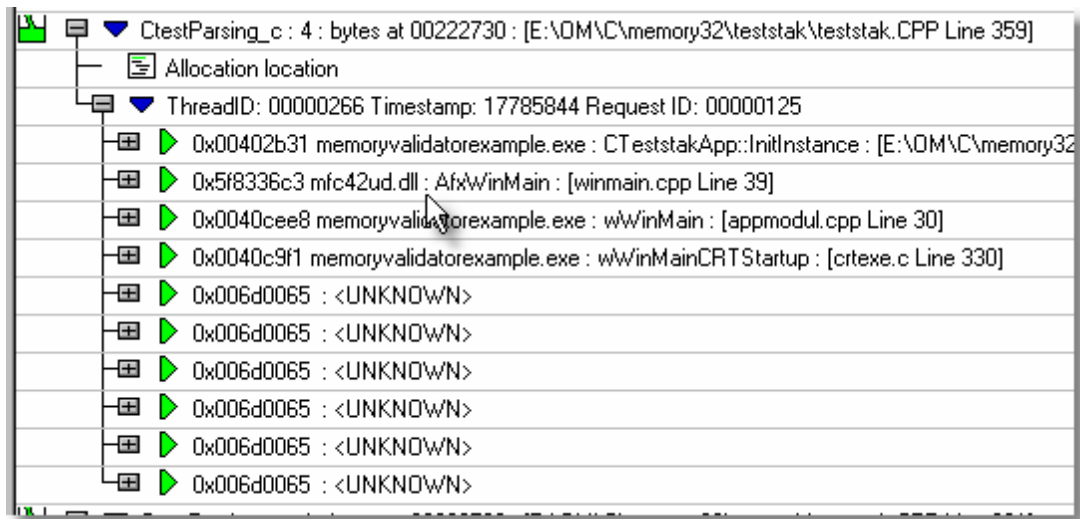 CtestParsing_c : 4 : bytes at 00222730 : [E:\OM\C\memory32\teststak\teststak.CPP Line 359]
Allocation location
ThreadID: 00000266 Timestamp: 17785844 Request ID: 00000125
0x00402b31 memoryvalidatorexample.exe : CTeststakApp::InitInstance : [E:\OM\C\memory32
0x5f8336c3 mfc42ud.dll : AfxWinMain : [winmain.cpp Line 39]
0x0040cee8 memoryvalidatorexample.exe : wWinMain : [appmodul.cpp Line 30]
0x0040c9f1 memoryvalidatorexample.exe : wWinMainCRTStartup : [crtexe.c Line 330]
0x006d0065 : <UNKNOWN>
0x006d0065 : <UNKNOWN>
0x006d0065 : <UNKNOWN>
0x006d0065 : <UNKNOWN>
0x006d0065 : <UNKNOWN>
0x006d0065 : <UNKNOWN>